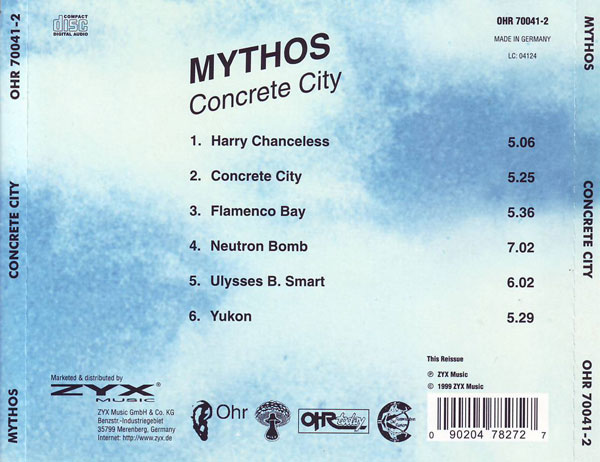 COMPACT
disc
DIGITAL AUDIO
OHR 70041-2
MADE IN GERMANY
LC: 04124
MYTHOS
Concrete City
1. Harry Chanceless 5.06
2. Concrete City 5.25
3. Flamenco Bay 5.36
4. Neutron Bomb 7.02
5. Ulysses B. Smart 6.02
6. Yukon 5.29
Marketed & distributed by
ZYX
MUSIC
ZYX Music GmbH & Co. KG
Benzstr.-Industriegebiet
35799 Merenberg, Germany
Internet: http://www.zyx.de
Ohr
OHR today
This Reissue
℗ ZYX Music
© 1999 ZYX Music
0 90204 78272 7
OHR 70041-2
CONCRETE CITY
MYTHOS
MYTHOS
CONCRETE CITY
OHR 70041-2